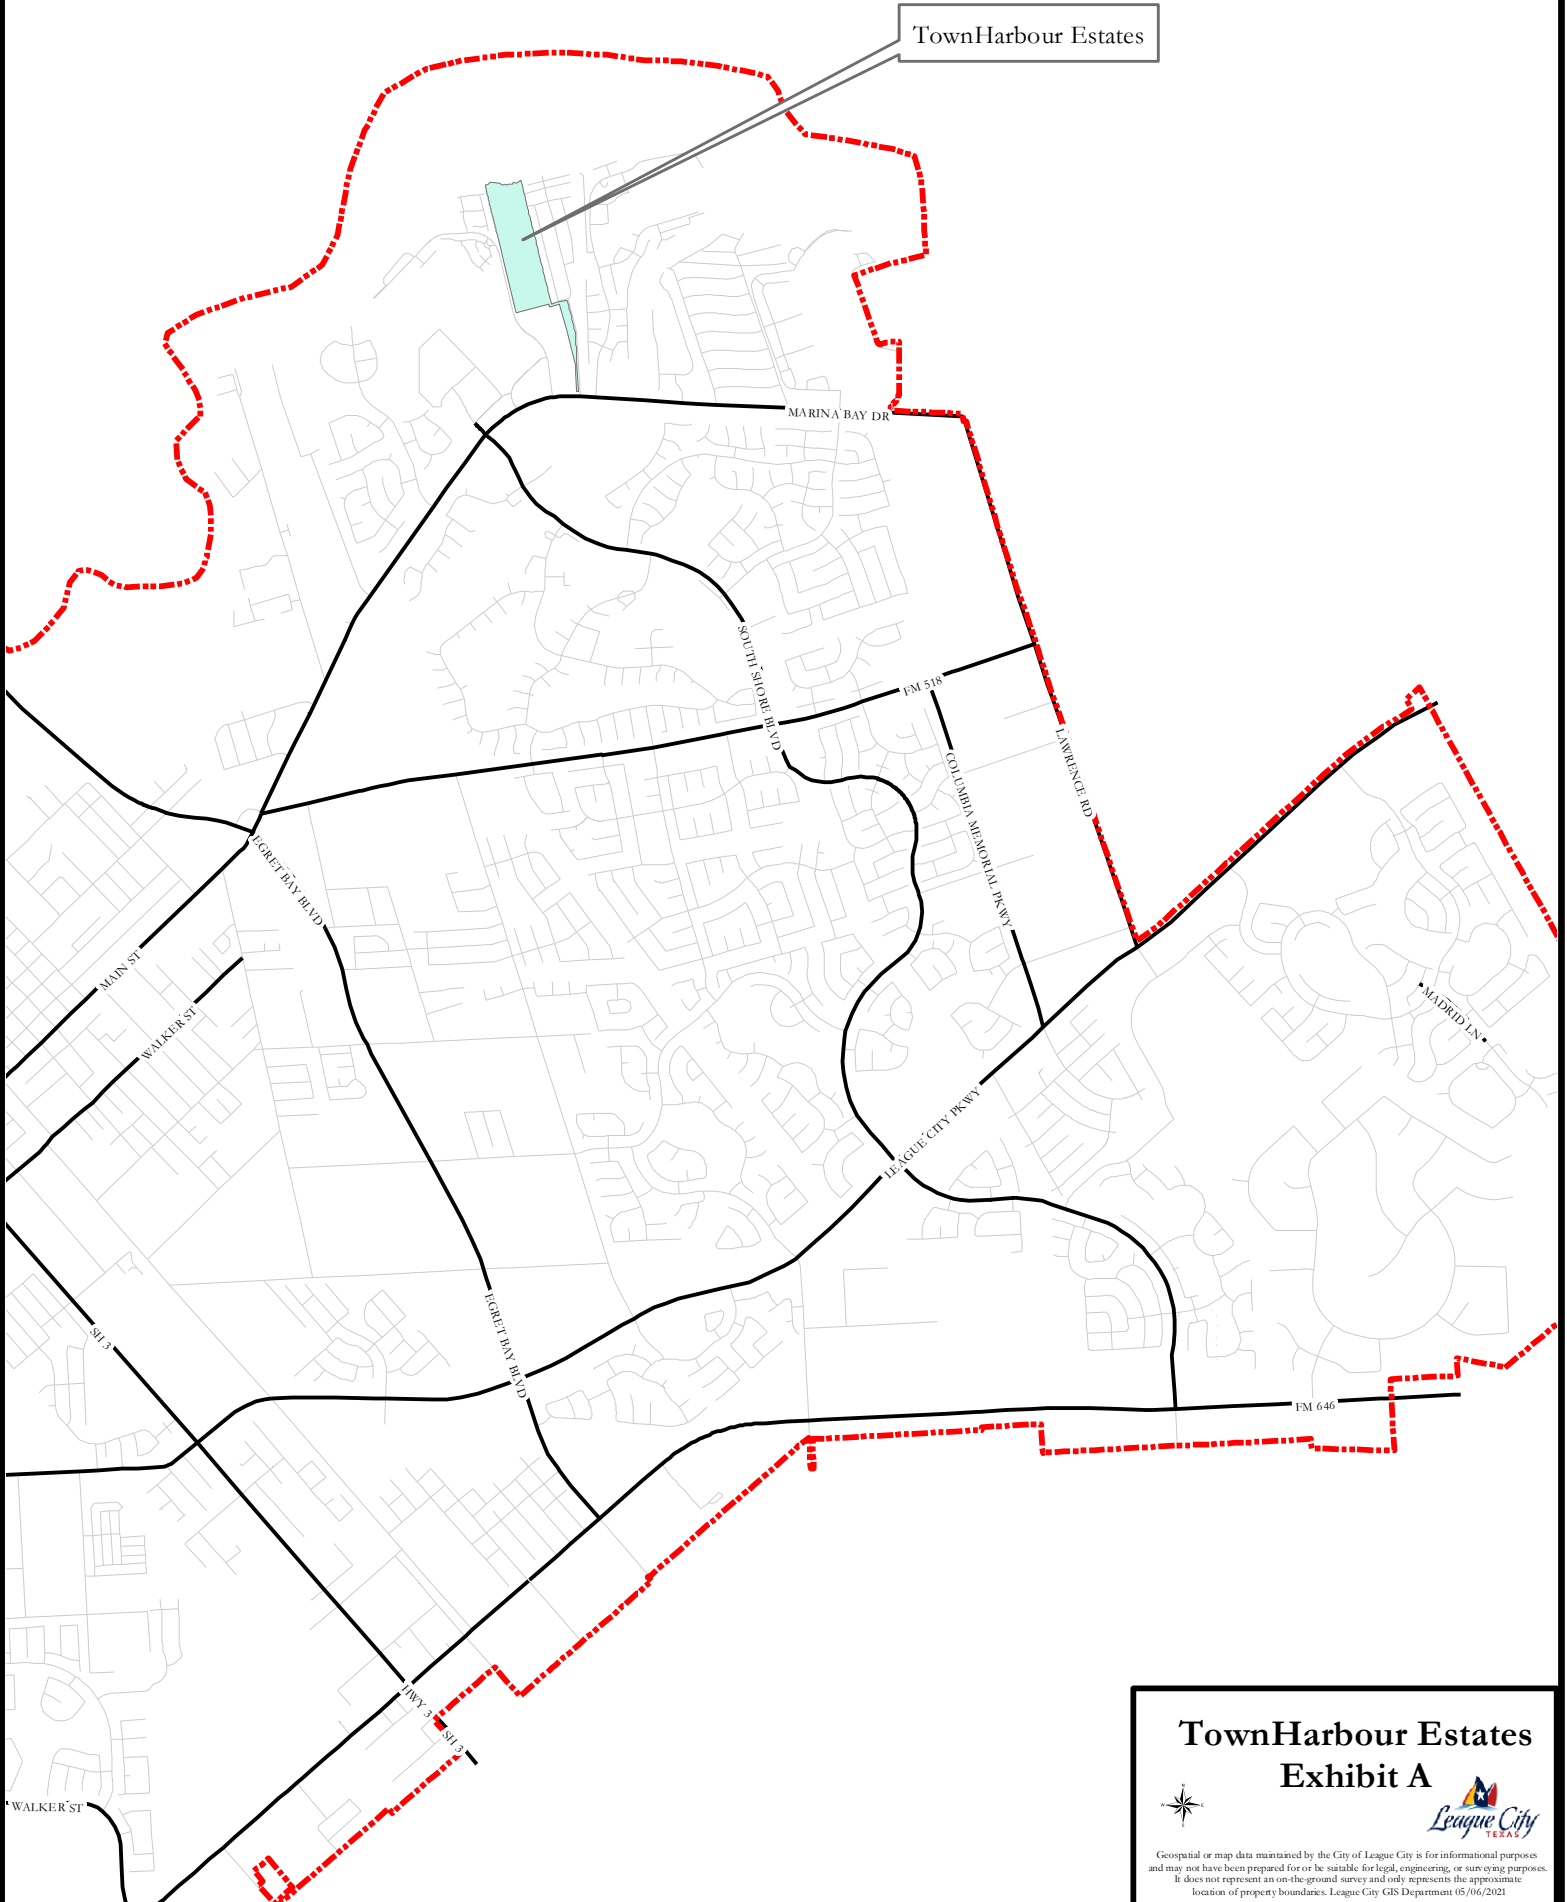 TownHarbour Estates
MARINA BAY DR
SOUTH SHORE BLVD
FM 518
LAWRENCE RD
COLUMBIA MEMORIAL PKWY
EGRET BAY BLVD
MAIN ST
WALKER ST
MADRID LN
LEAGUE CITY PKWY
SH 3
EGRET BAY BLVD
FM 646
HWY 3
SH 3
WALKER ST
TownHarbour Estates
Exhibit A
N
W
E
S
League City
TEXAS
Geospatial or map data maintained by the City of League City is for informational purposes
and may not have been prepared for or be suitable for legal, engineering, or surveying purposes.
It does not represent an on-the-ground survey and only represents the approximate
location of property boundaries. League City GIS Department 05/06/2021